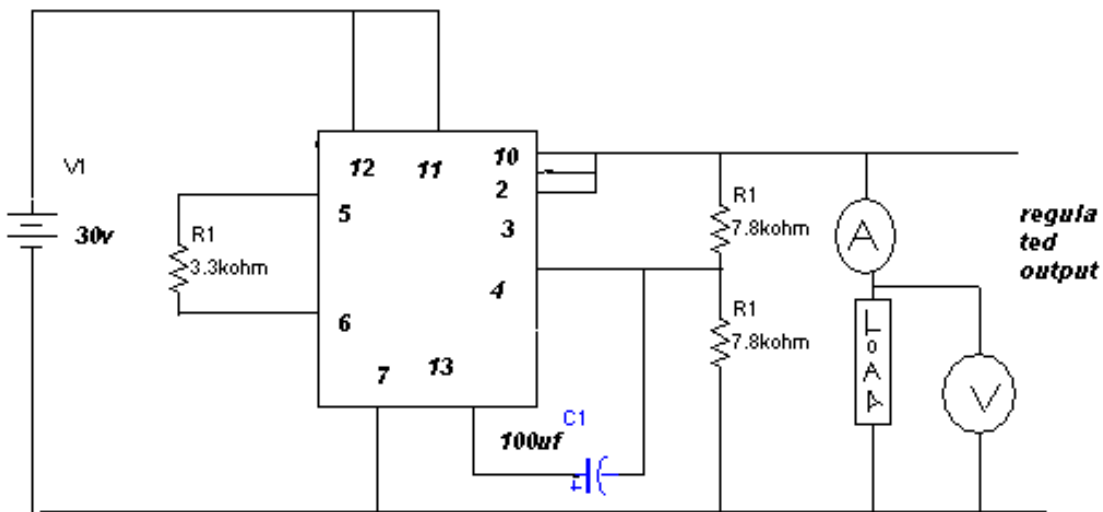 V1
30v
R1
3.3kohm
12
11
10
5
2
3
4
6
7
13
C1
100uf
R1
7.8kohm
R1
7.8kohm
A
LOAD
V
regula
ted
output